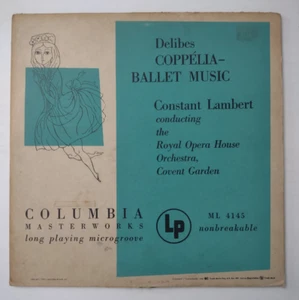 Delibes
COPPÉLIA–
BALLET MUSIC
Constant Lambert
conducting
the
Royal Opera House
Orchestra,
Covent Garden
COLUMBIA
MASTERWORKS
long playing microgroove
LP
ML 4145
nonbreakable